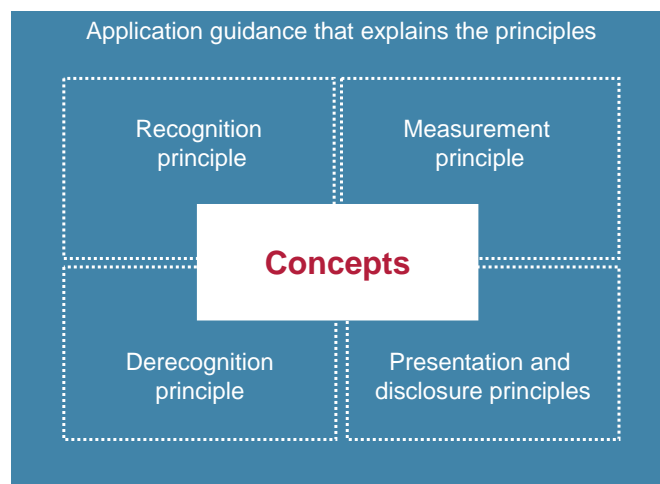 Application guidance that explains the principles
Recognition
principle
Measurement
principle
Concepts
Derecognition
principle
Presentation and
disclosure principles